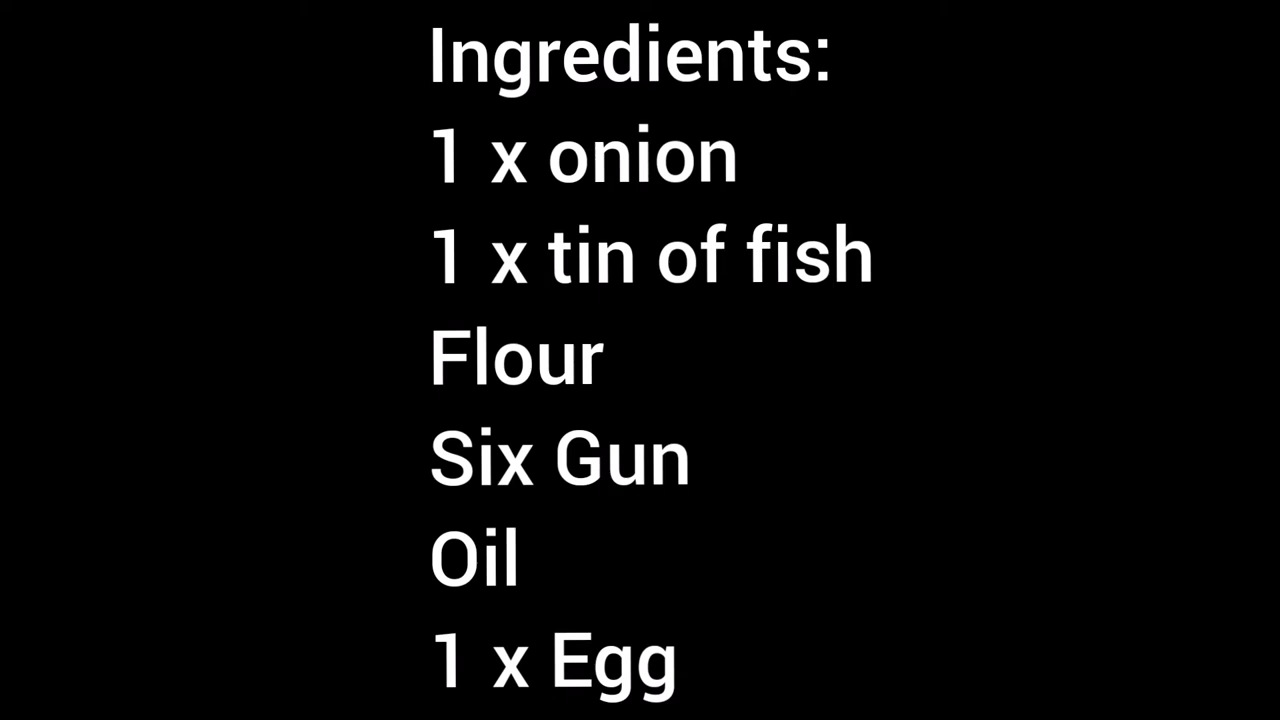 Ingredients:
1 x onion
1 x tin of fish
Flour
Six Gun
Oil
1 x Egg